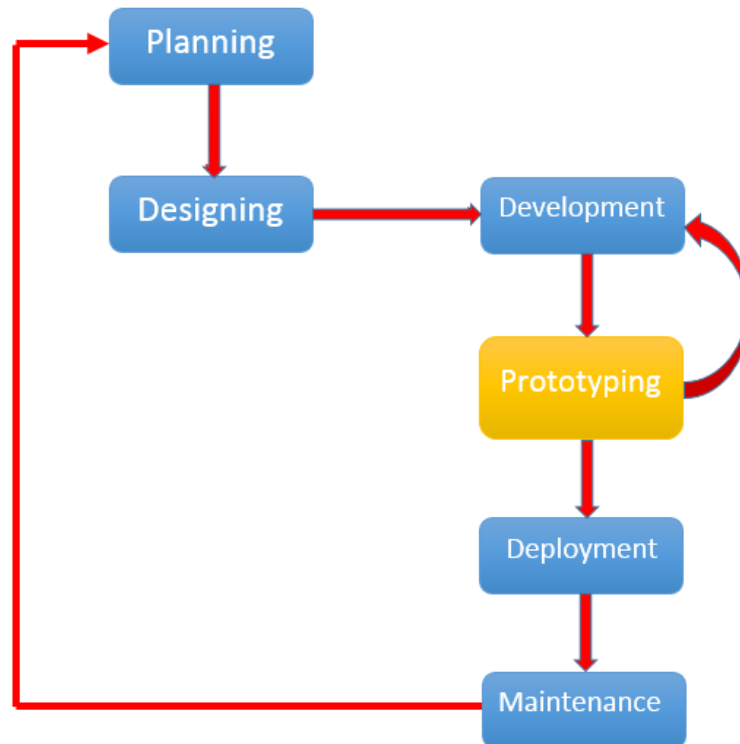 Planning
Designing
Development
Prototyping
Deployment
Maintenance